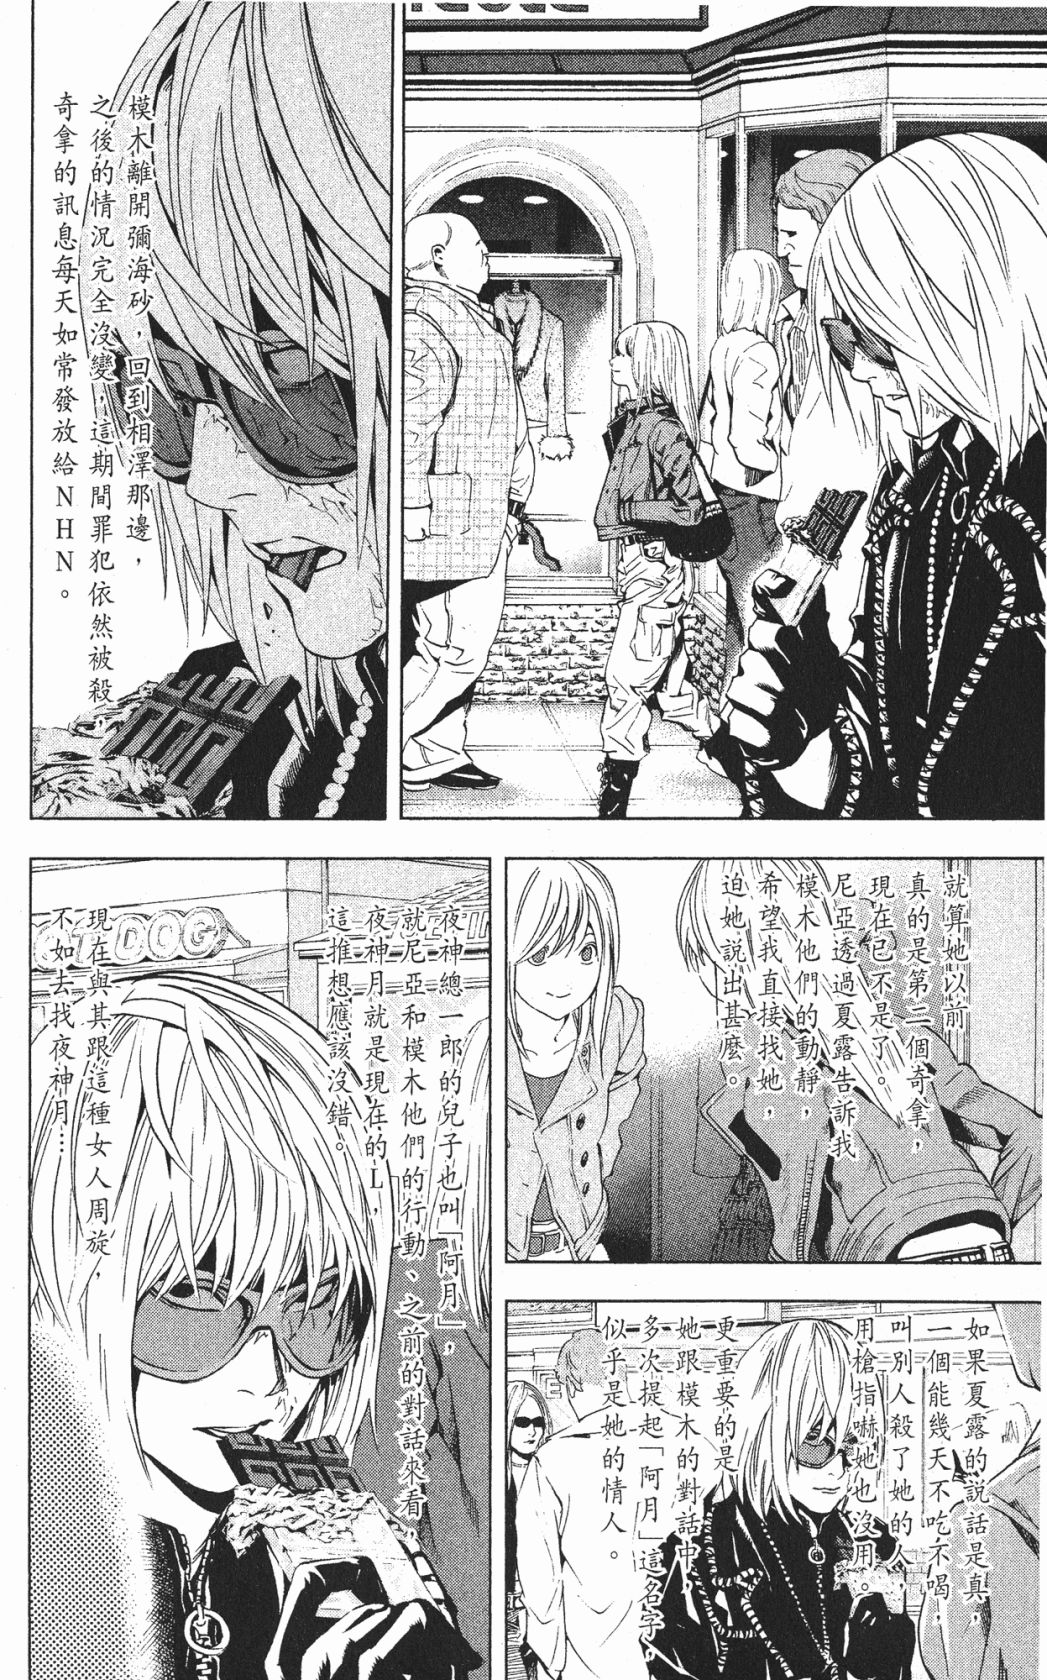 模木離開彌海砂，回到相澤那邊，
之後的情況完全沒變，這期間罪犯依然被殺，
奇拿的訊息每天如常發放給NHN。
就算她以前
真的是第二個奇拿，
現在已不是了。
尼亞透過夏露告訴我
模木他們的動靜，
希望我直接找她，
迫她說出甚麼。
如果夏露的說話是真，
一個能幾天不吃不喝，
叫別人殺了她的人，
用槍指嚇她也沒用。
更重要的是
她跟模木的對話中，
多次提起「阿月」這名字，
似乎是她的情人。
夜神總一郎的兒子也叫「阿月」，
就尼亞和模木他們的行動、之前的對話來看，
夜神月就是現在的L，
這推想應該沒錯。
現在與其跟這種女人周旋，
不如去找夜神月…
DOG